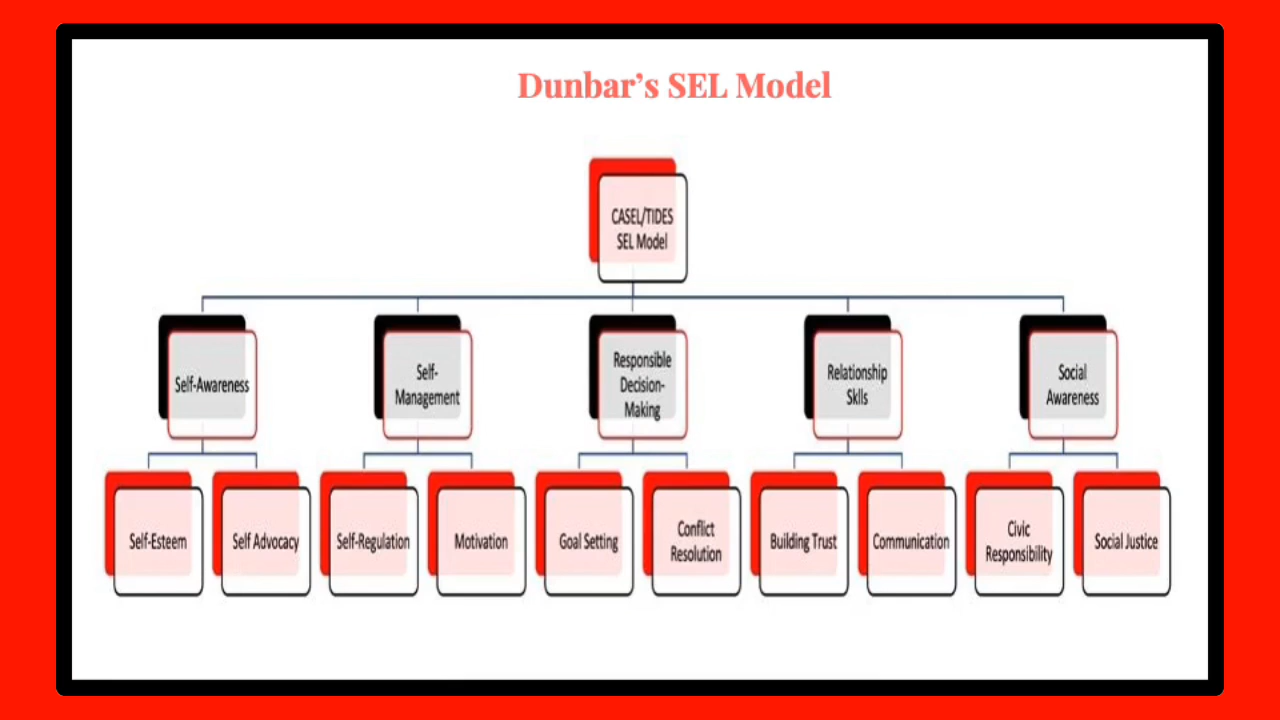 Dunbar’s SEL Model
CASEL/TIDES
SEL Model
Self-Awareness
Self-
Management
Responsible
Decision-
Making
Relationship
Sklls
Social
Awareness
Self-Esteem
Self Advocacy
Self-Regulation
Motivation
Goal Setting
Conflict
Resolution
Building Trust
Communication
Civic
Responsibility
Social Justice